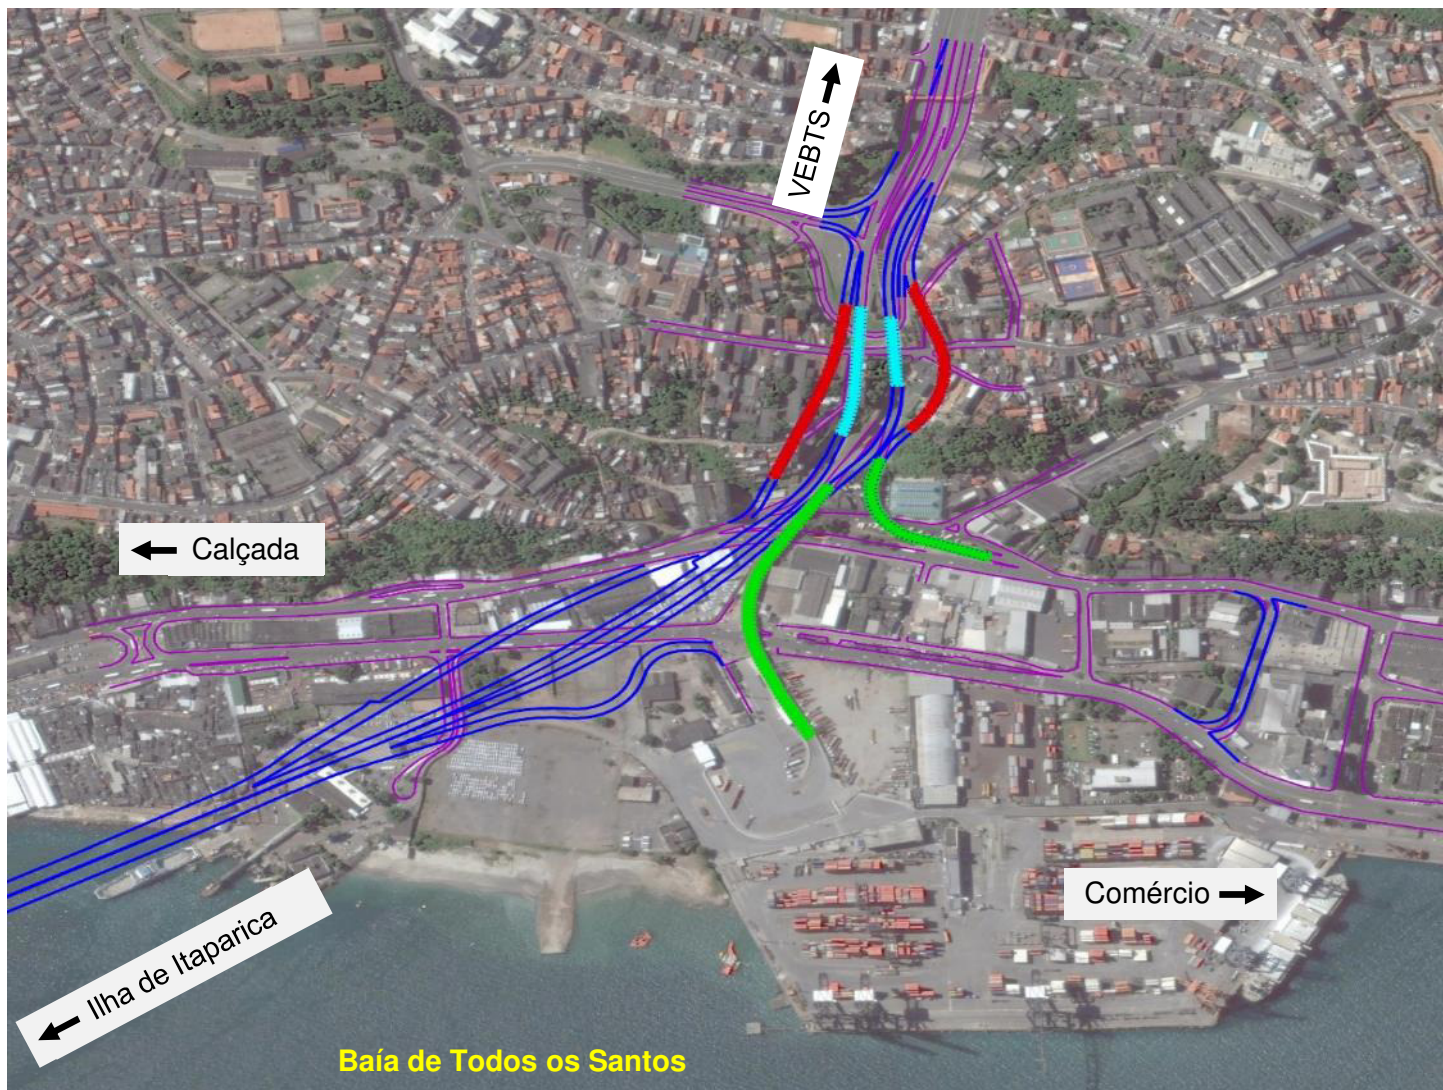 VEBTS
Calçada
Comércio
Ilha de Itaparica
Baía de Todos os Santos